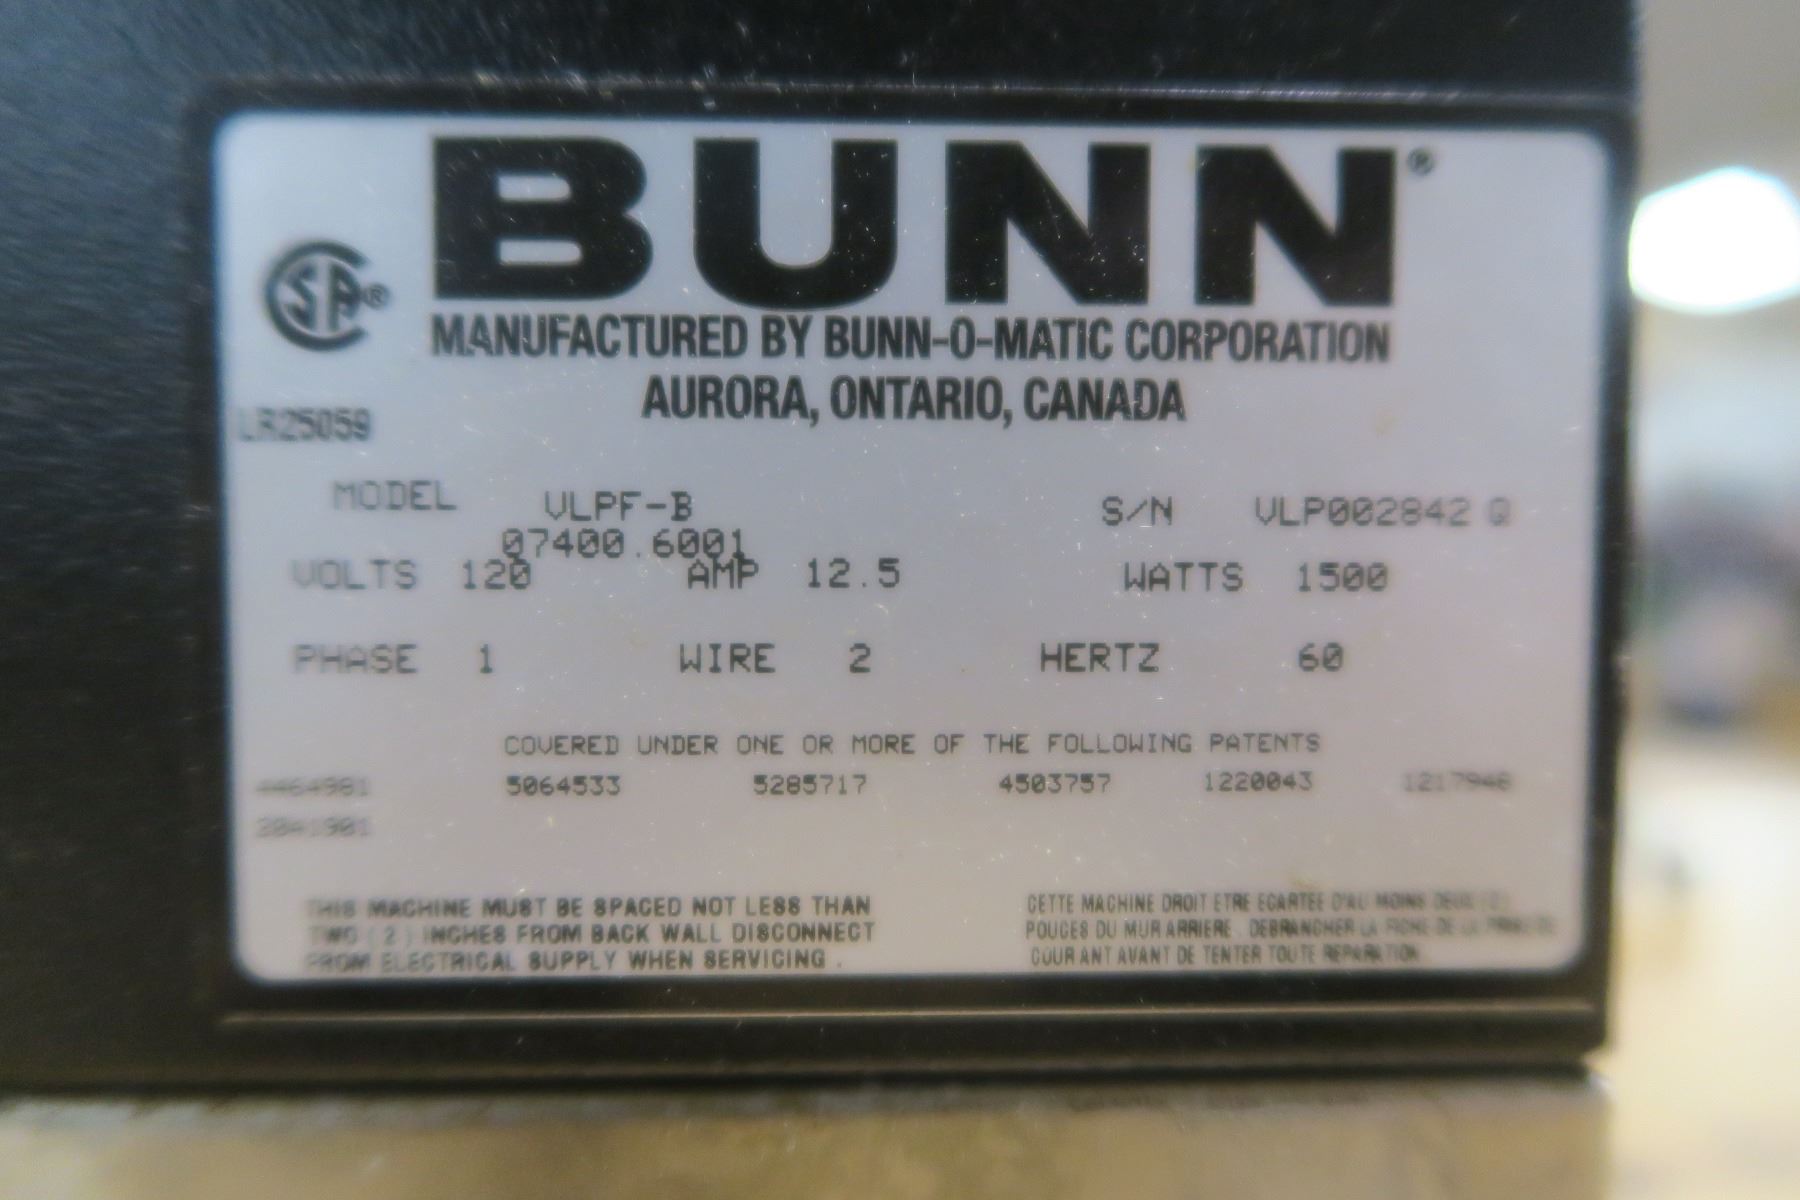 BUNN®
CSA®
MANUFACTURED BY BUNN-O-MATIC CORPORATION
AURORA, ONTARIO, CANADA
LR25059
MODEL VLPF-B S/N VLP002842 Q
07400.6001
VOLTS 120 AMP 12.5 WATTS 1500
PHASE 1 WIRE 2 HERTZ 60
COVERED UNDER ONE OR MORE OF THE FOLLOWING PATENTS
4464981 5064533 5285717 4503757 1220043
THIS MACHINE MUST BE SPACED NOT LESS THAN
TWO (2) INCHES FROM BACK WALL DISCONNECT
FROM ELECTRICAL SUPPLY WHEN SERVICING.
CETTE MACHINE DROIT ETRE ECARTEE D'AU MOINS DEUX (2)
POUCES DU MUR ARRIERE. DEBRANCHER LA FICHE DE LA PRISE DE
COURANT AVANT DE TENTER TOUTE REPARATION.